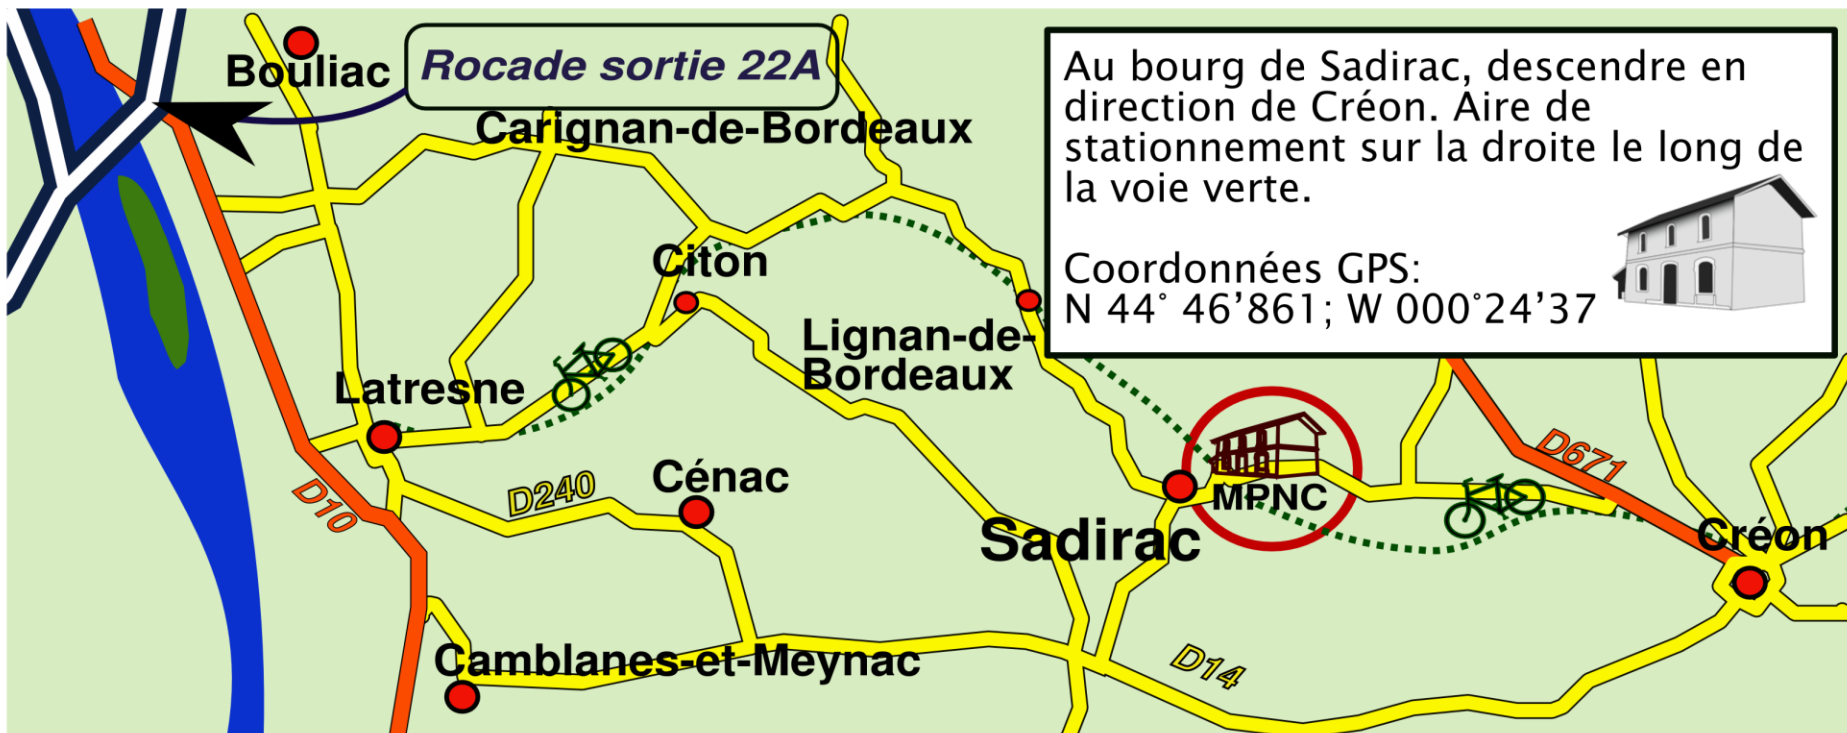 Bouliac
Rocade sortie 22A
Carignan-de-Bordeaux
Au bourg de Sadirac, descendre en
direction de Créon. Aire de
stationnement sur la droite le long de
la voie verte.
Coordonnées GPS:
N 44° 46’861; W 000°24’37
Citon
Lignan-de-
Bordeaux
Latresne
D10
D240
Cénac
MPNC
Sadirac
D671
Créon
Camblanes-et-Meynac
D14